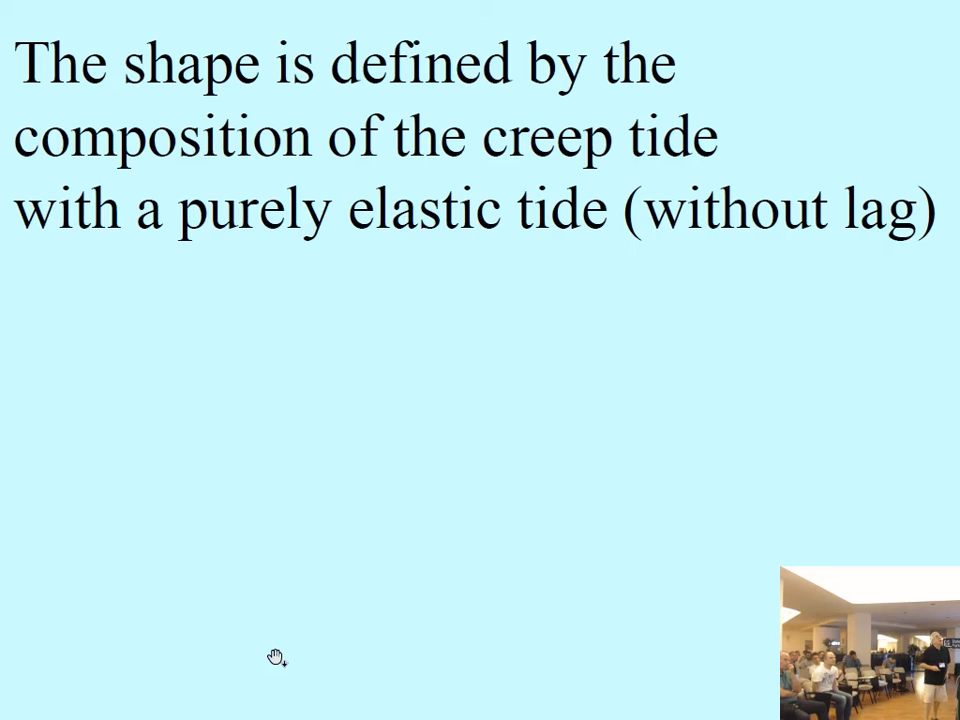 The shape is defined by the
composition of the creep tide
with a purely elastic tide (without lag)